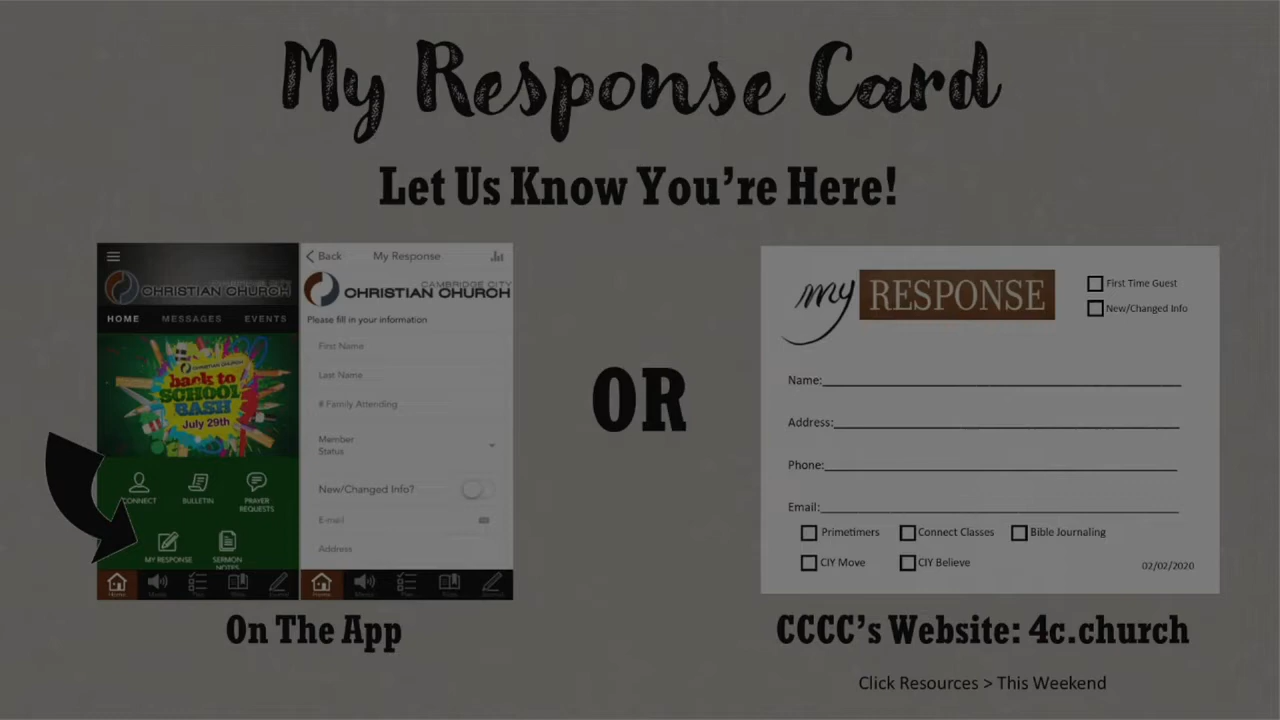 My Response Card
Let Us Know You're Here!
CHRISTIAN CHURCH
HOME MESSAGES EVENTS
CHRISTIAN CHURCH
back to
SCHOOL
BASH
July 29th
CONNECT BULLETIN PRAYER
REQUESTS
MY RESPONSE SERMON
NOTES
Home
Back My Response
CAMBRIDGE CITY
CHRISTIAN CHURCH
Please fill in your information
First Name
Last Name
# Family Attending
Member
Status
New/Changed Info?
E-mail
Address
Home
On The App
OR
my RESPONSE
First Time Guest
New/Changed Info
Name:
Address:
Phone:
Email:
Primetimers Connect Classes Bible Journaling
CIY Move CIY Believe
02/02/2020
CCCC's Website: 4c.church
Click Resources > This Weekend